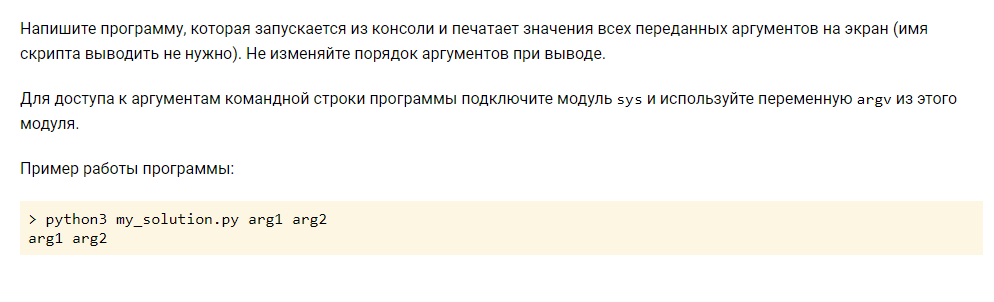 Напишите программу, которая запускается из консоли и печатает значения всех переданных аргументов на экран (имя
скрипта выводить не нужно). Не изменяйте порядок аргументов при выводе.
Для доступа к аргументам командной строки программы подключите модуль sys и используйте переменную argv из этого
модуля.
Пример работы программы:
> python3 my_solution.py arg1 arg2
arg1 arg2